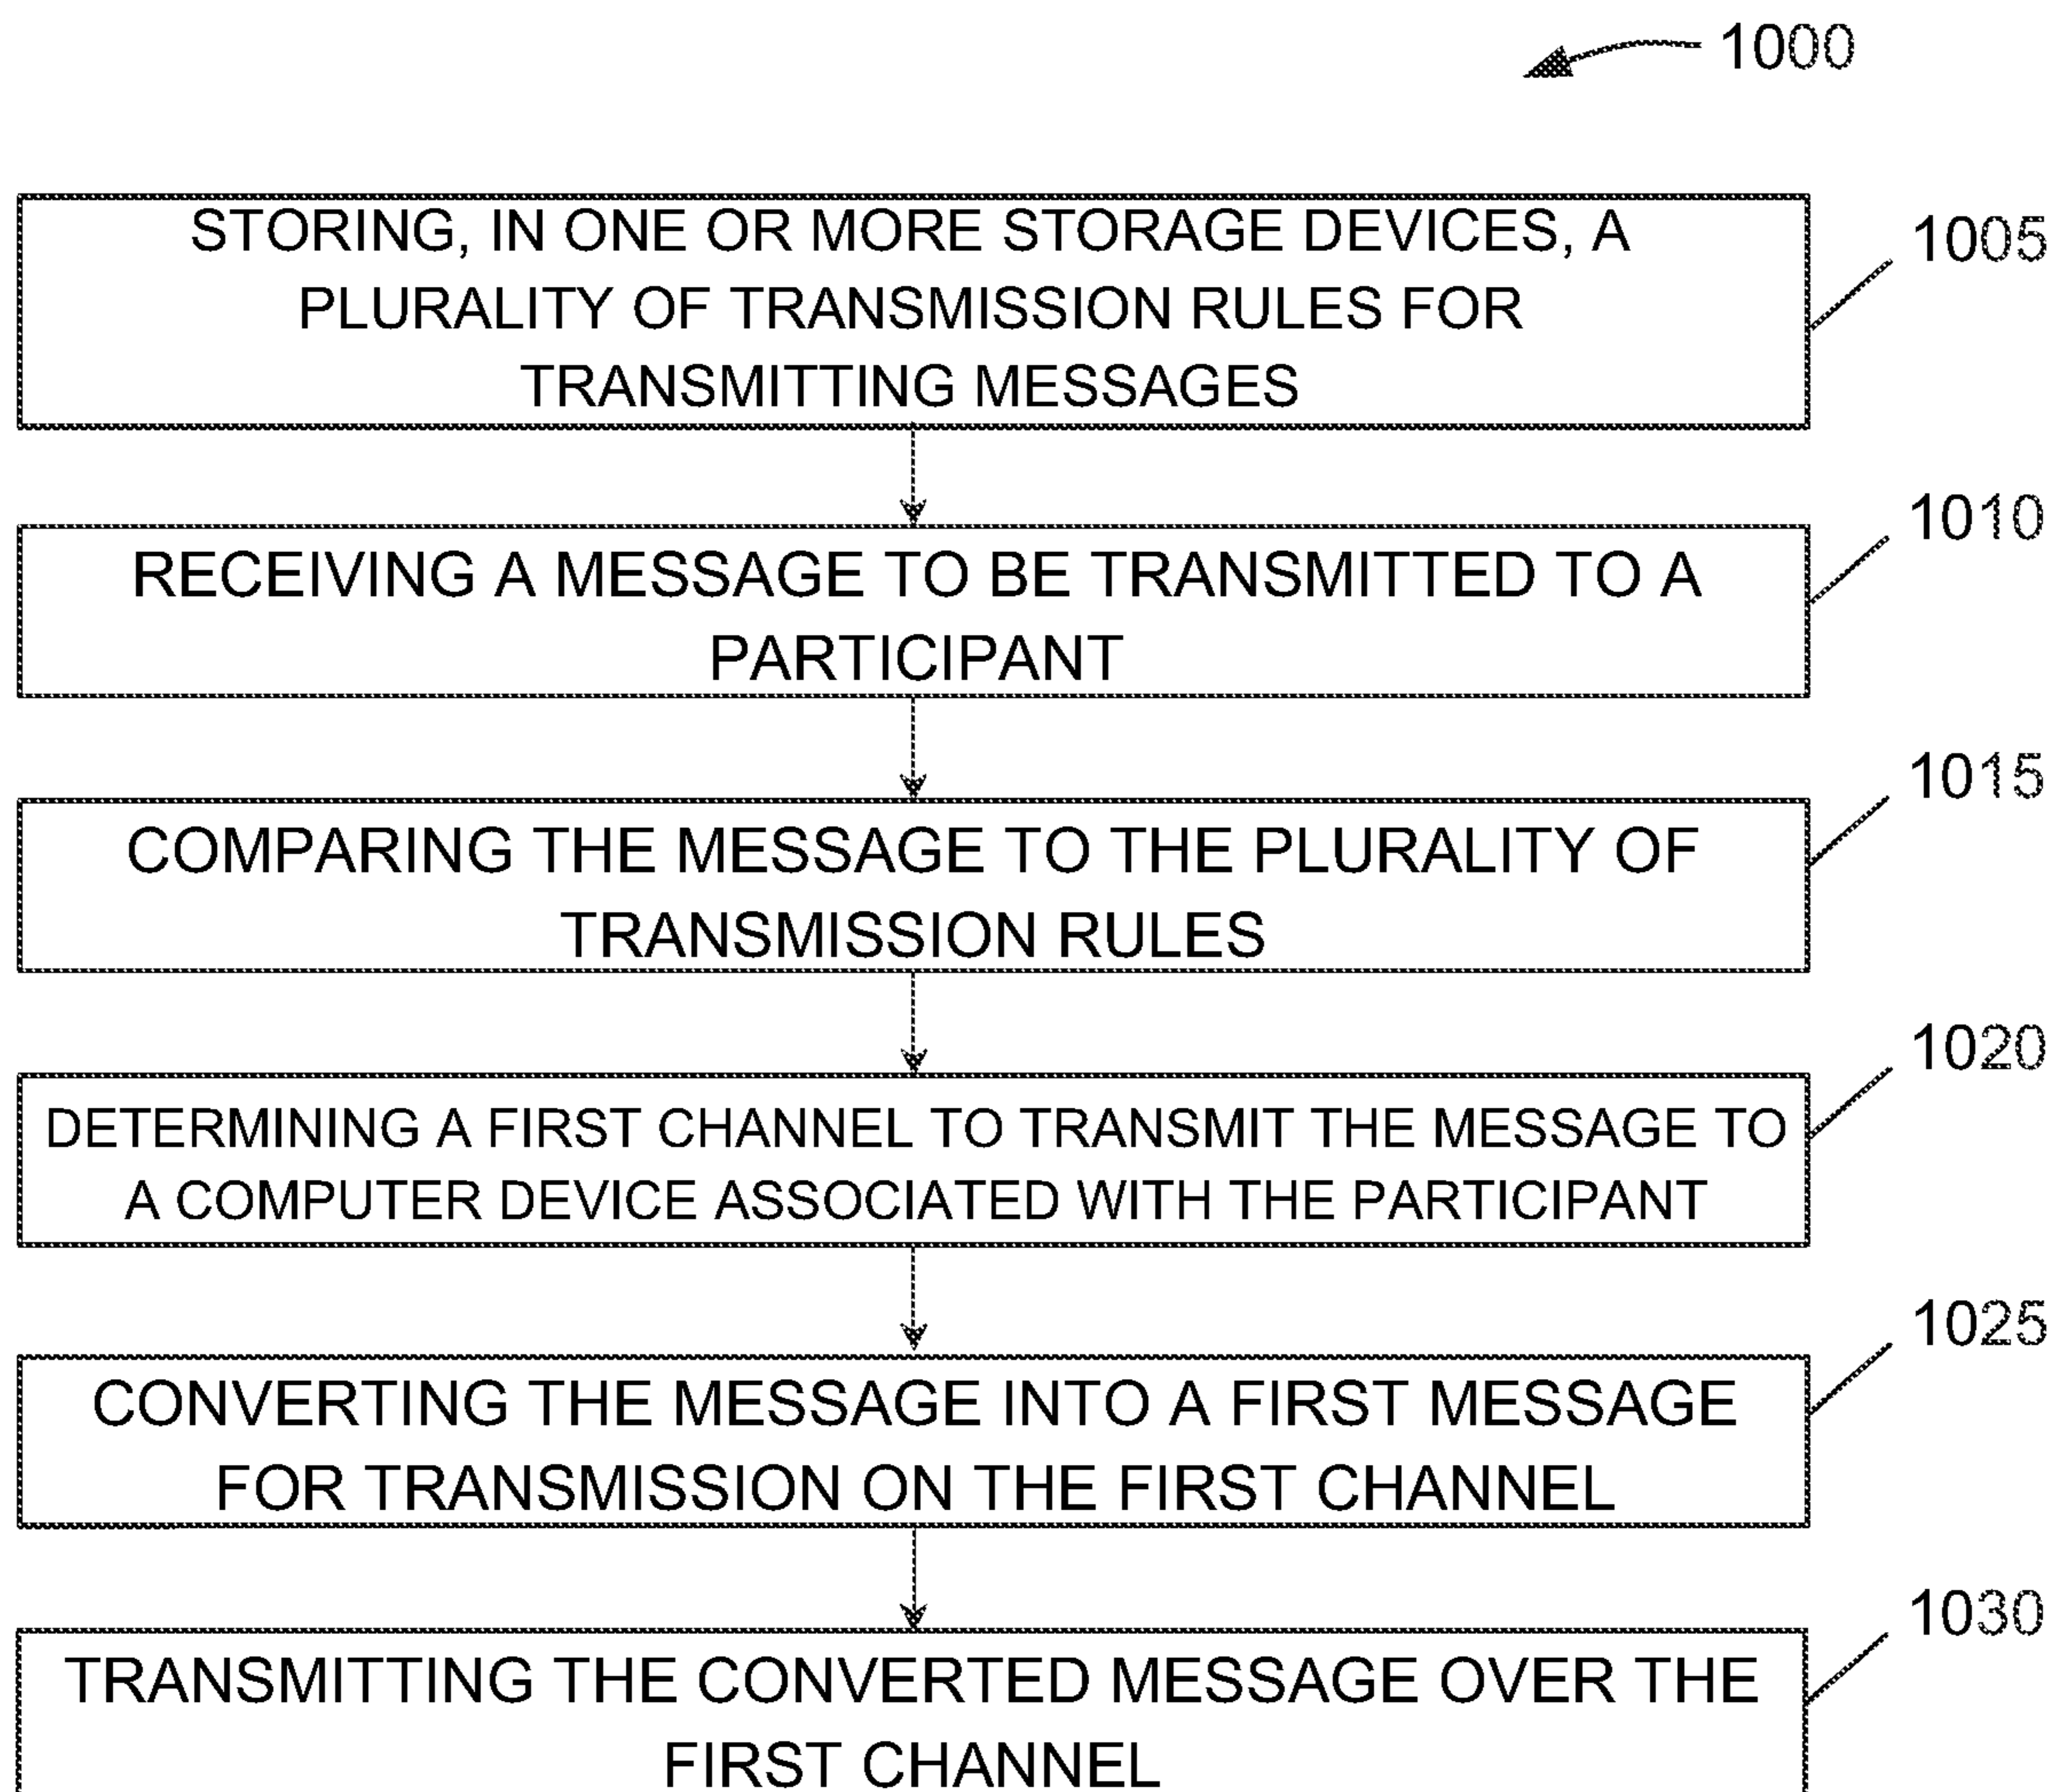 1000
STORING, IN ONE OR MORE STORAGE DEVICES, A
PLURALITY OF TRANSMISSION RULES FOR
TRANSMITTING MESSAGES
1005
RECEIVING A MESSAGE TO BE TRANSMITTED TO A
PARTICIPANT
1010
COMPARING THE MESSAGE TO THE PLURALITY OF
TRANSMISSION RULES
1015
DETERMINING A FIRST CHANNEL TO TRANSMIT THE MESSAGE TO
A COMPUTER DEVICE ASSOCIATED WITH THE PARTICIPANT
1020
CONVERTING THE MESSAGE INTO A FIRST MESSAGE
FOR TRANSMISSION ON THE FIRST CHANNEL
1025
TRANSMITTING THE CONVERTED MESSAGE OVER THE
FIRST CHANNEL
1030